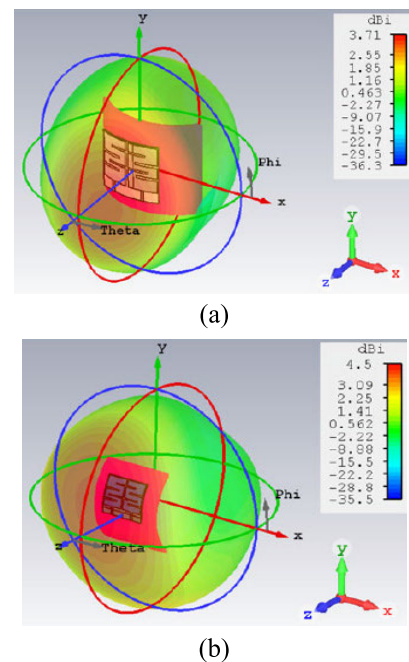 y
dBi
3.71
2.55
1.85
1.16
0.463
-2.27
-9.07
-15.9
-22.7
-29.5
-36.3
Phi
x
z
Theta
y
z
x
(a)
y
dBi
4.5
3.09
2.25
1.41
0.562
-2.22
-8.88
-15.5
-22.2
-28.8
-35.5
Phi
x
z
Theta
y
z
x
(b)